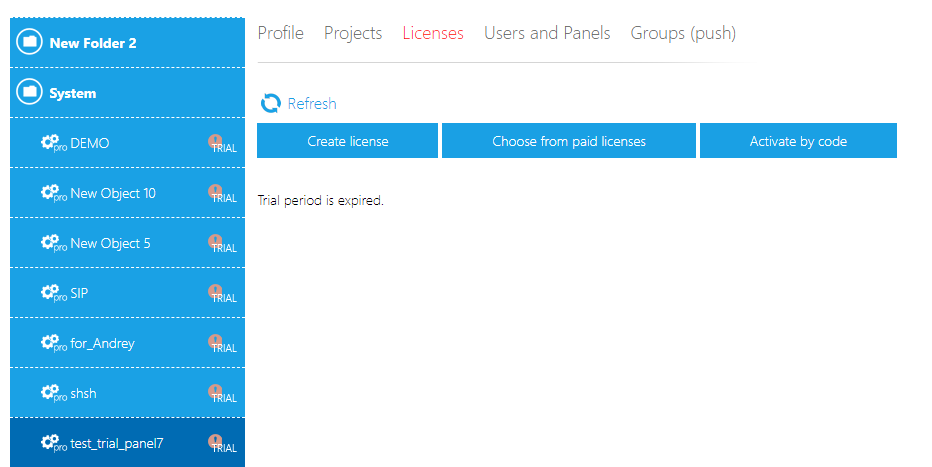 New Folder 2
System
pro DEMO TRIAL
pro New Object 10 TRIAL
pro New Object 5 TRIAL
pro SIP TRIAL
pro for_Andrey TRIAL
pro shsh TRIAL
pro test_trial_panel7 TRIAL
Profile Projects Licenses Users and Panels Groups (push)
Refresh
Create license Choose from paid licenses Activate by code
Trial period is expired.